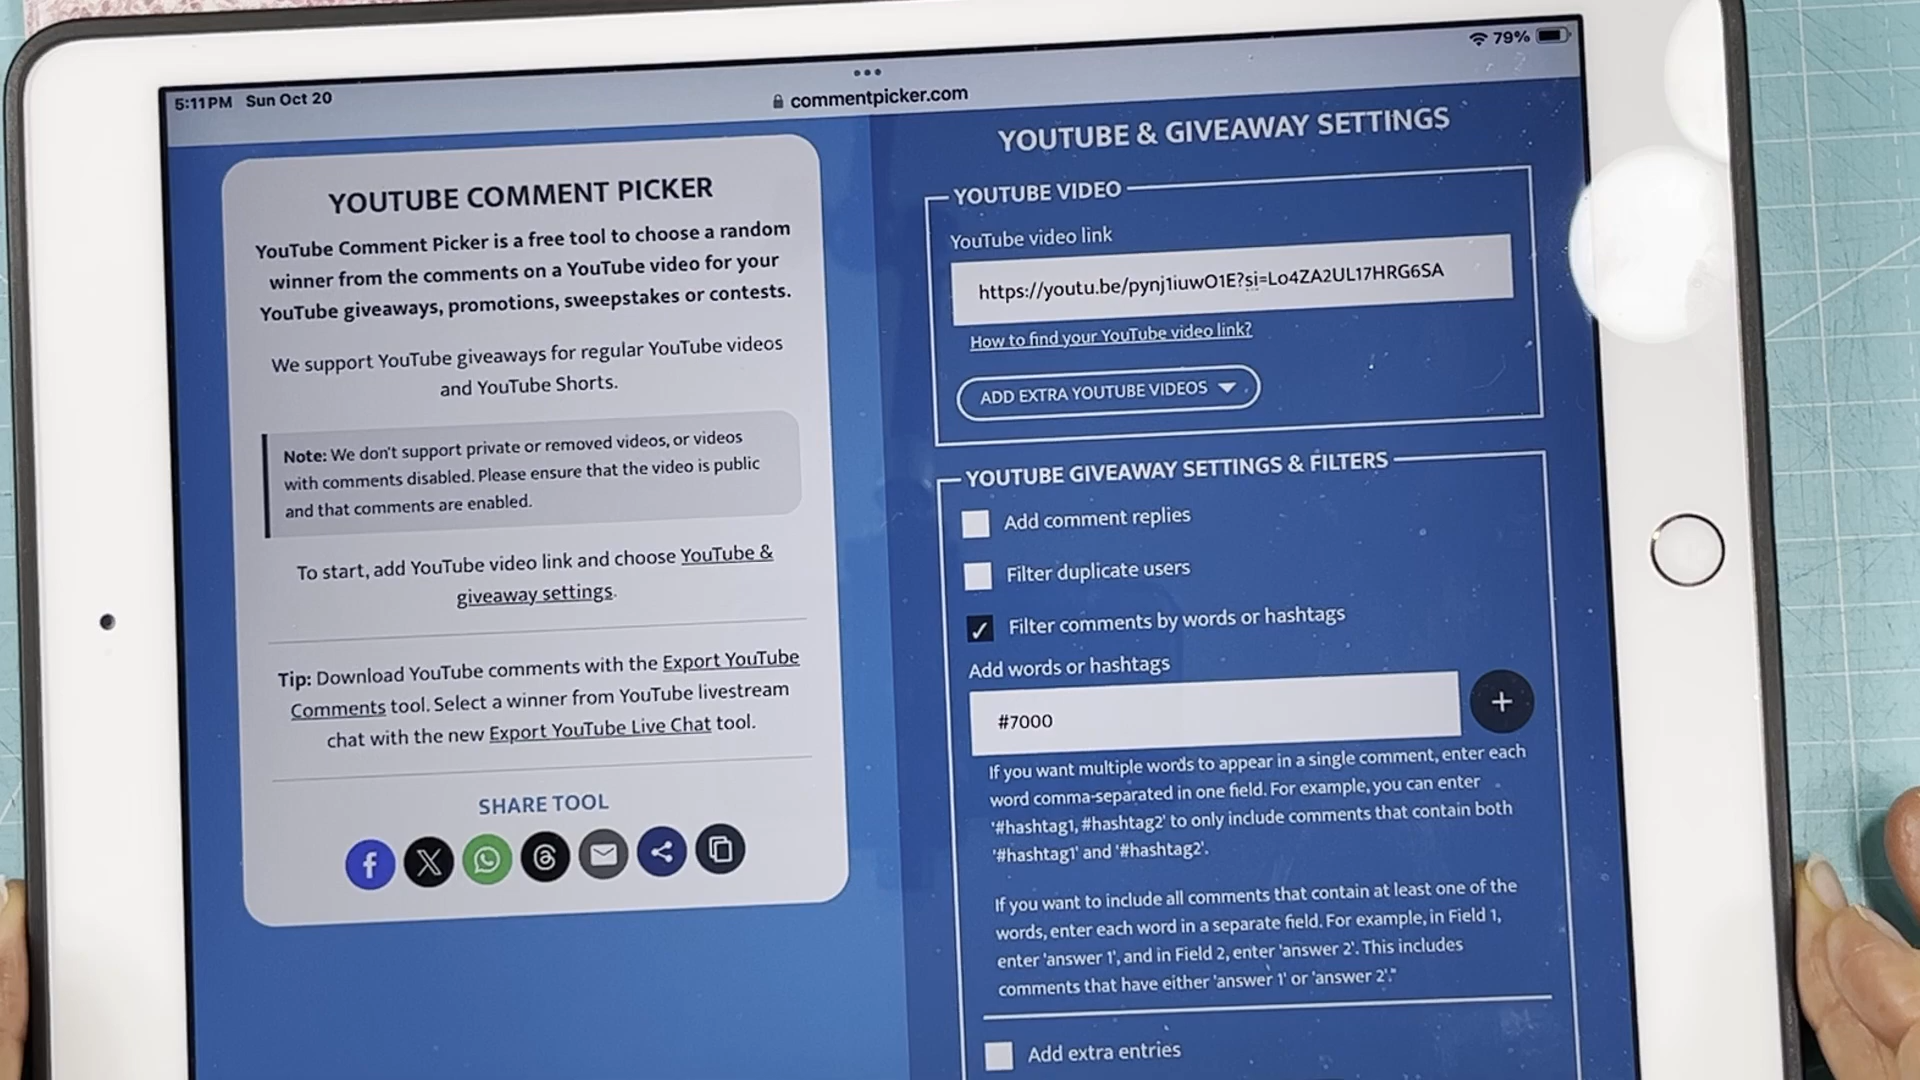 5:11 PM Sun Oct 20
79%
commentpicker.com
YOUTUBE COMMENT PICKER
YouTube Comment Picker is a free tool to choose a random
winner from the comments on a YouTube video for your
YouTube giveaways, promotions, sweepstakes or contests.
We support YouTube giveaways for regular YouTube videos
and YouTube Shorts.
Note: We don't support private or removed videos, or videos
with comments disabled. Please ensure that the video is public
and that comments are enabled.
To start, add YouTube video link and choose YouTube &
giveaway settings.
Tip: Download YouTube comments with the Export YouTube
Comments tool. Select a winner from YouTube livestream
chat with the new Export YouTube Live Chat tool.
SHARE TOOL
YOUTUBE & GIVEAWAY SETTINGS
YOUTUBE VIDEO
YouTube video link
https://youtu.be/pynj1iuwO1E?si=Lo4ZA2UL17HRG6SA
How to find your YouTube video link?
ADD EXTRA YOUTUBE VIDEOS
YOUTUBE GIVEAWAY SETTINGS & FILTERS
Add comment replies
Filter duplicate users
Filter comments by words or hashtags
Add words or hashtags
#7000
If you want multiple words to appear in a single comment, enter each
word comma-separated in one field. For example, you can enter
'#hashtag1, #hashtag2' to only include comments that contain both
'#hashtag1' and '#hashtag2'.
If you want to include all comments that contain at least one of the
words, enter each word in a separate field. For example, in Field 1,
enter 'answer 1', and in Field 2, enter 'answer 2'. This includes
comments that have either 'answer 1' or 'answer 2'."
Add extra entries